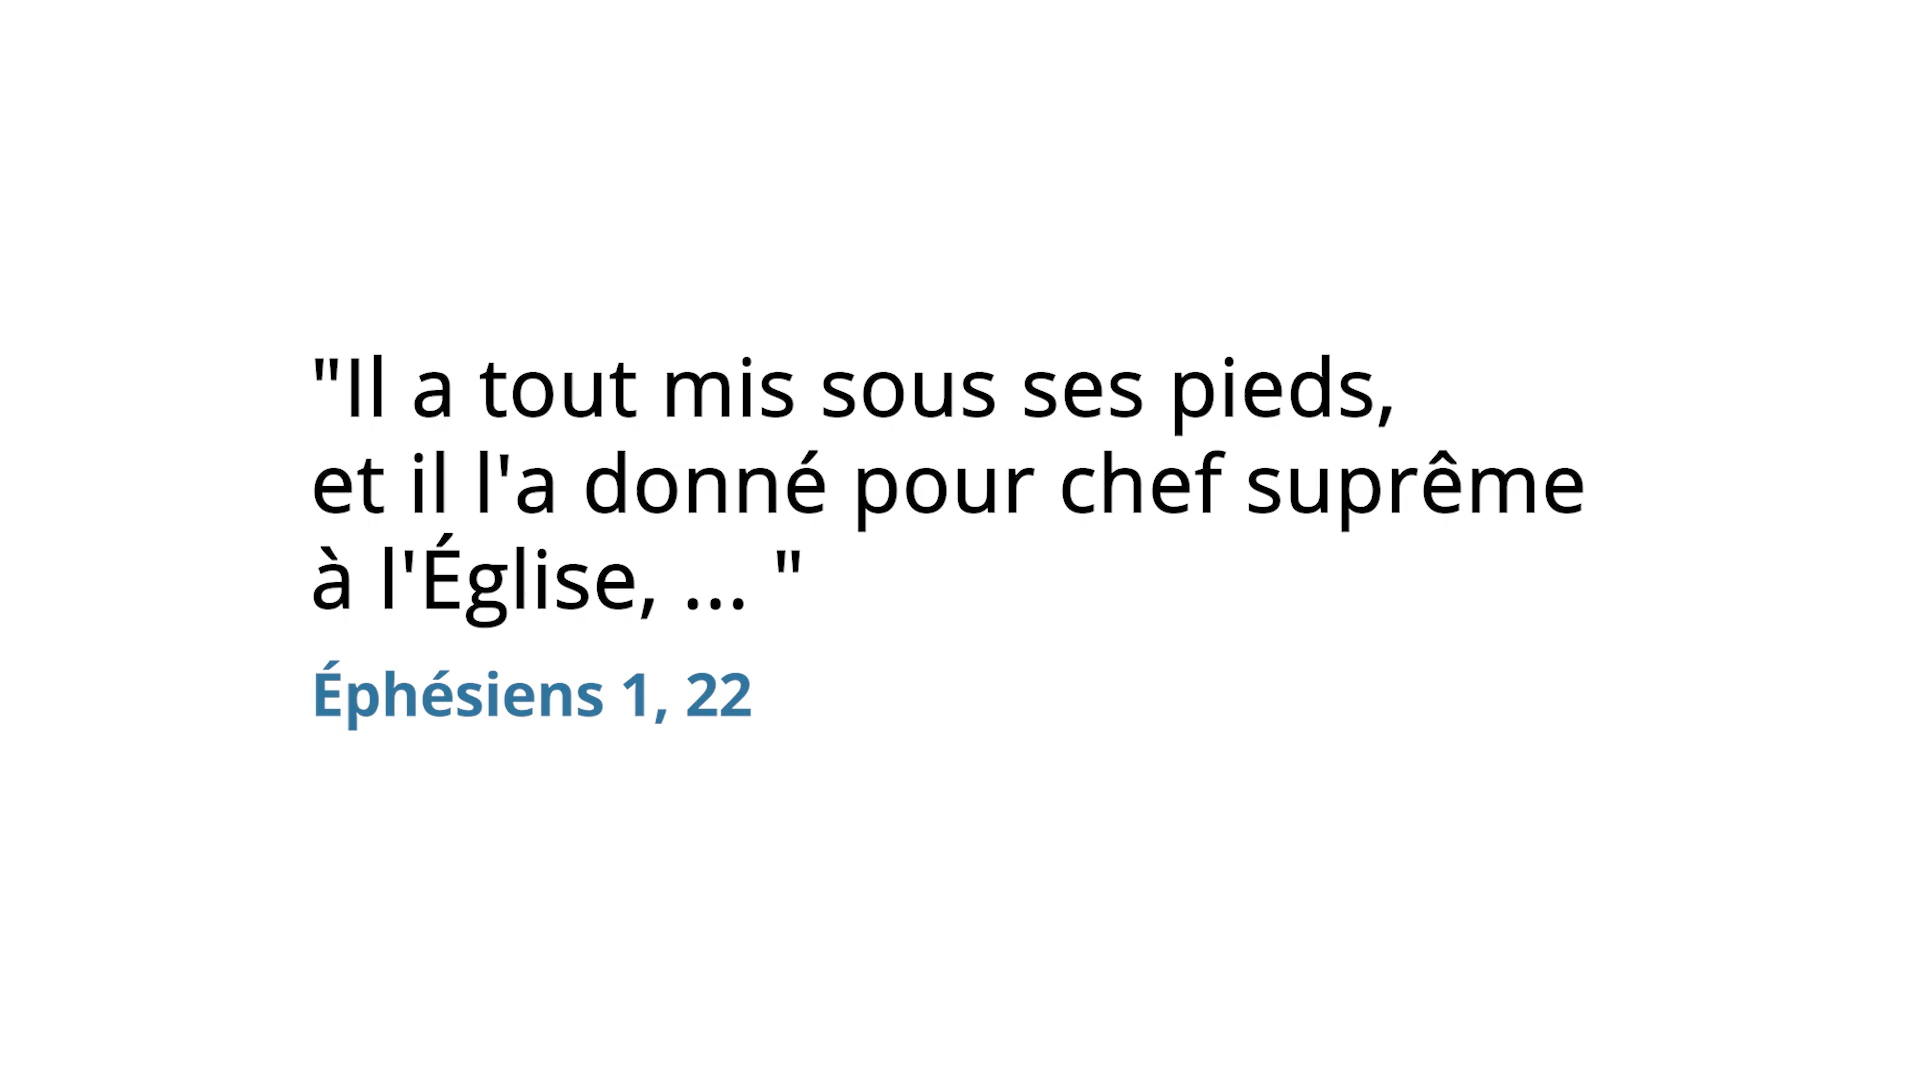 "Il a tout mis sous ses pieds,
et il l'a donné pour chef suprême
à l'Église, ... "
Éphésiens 1, 22